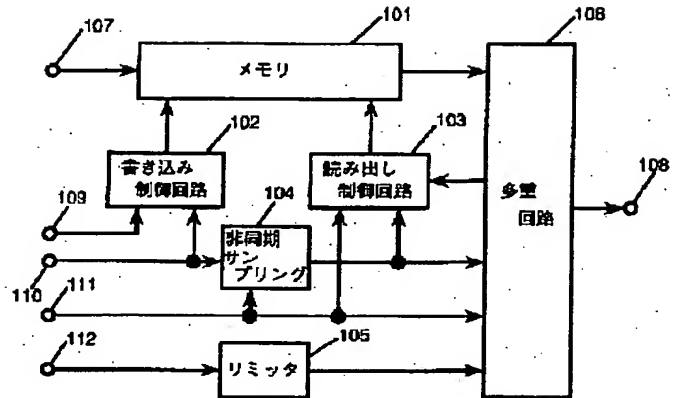 107
101
108
メモリ
102
103
書き込み
制御回路
読み出し
制御回路
104
109
非同期
サン
プリング
多重
回路
108
110
111
112
105
リミッタ